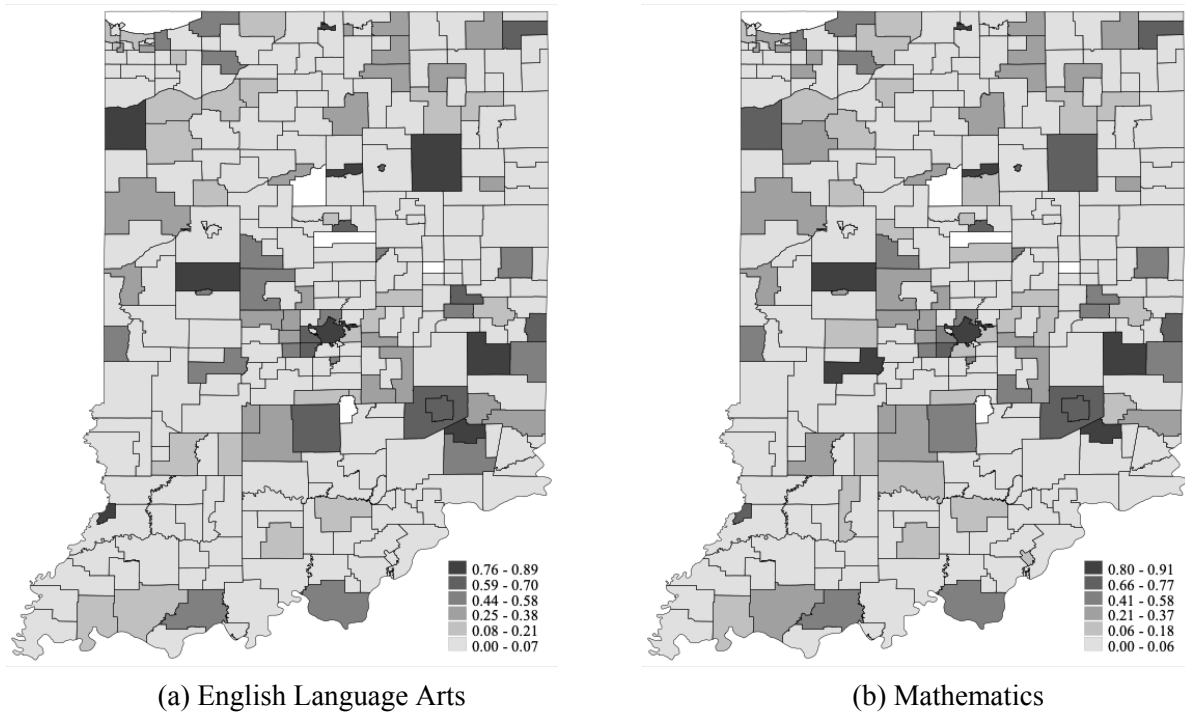 0.76 - 0.89
0.59 - 0.70
0.44 - 0.58
0.25 - 0.38
0.08 - 0.21
0.00 - 0.07
(a) English Language Arts
0.80 - 0.91
0.66 - 0.77
0.41 - 0.58
0.21 - 0.37
0.06 - 0.18
0.00 - 0.06
(b) Mathematics